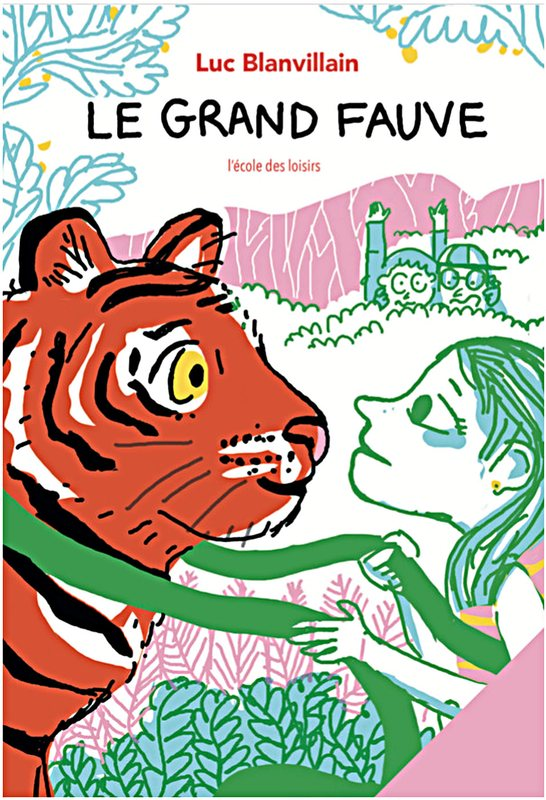 Luc Blanvillain
LE GRAND FAUVE
l'école des loisirs